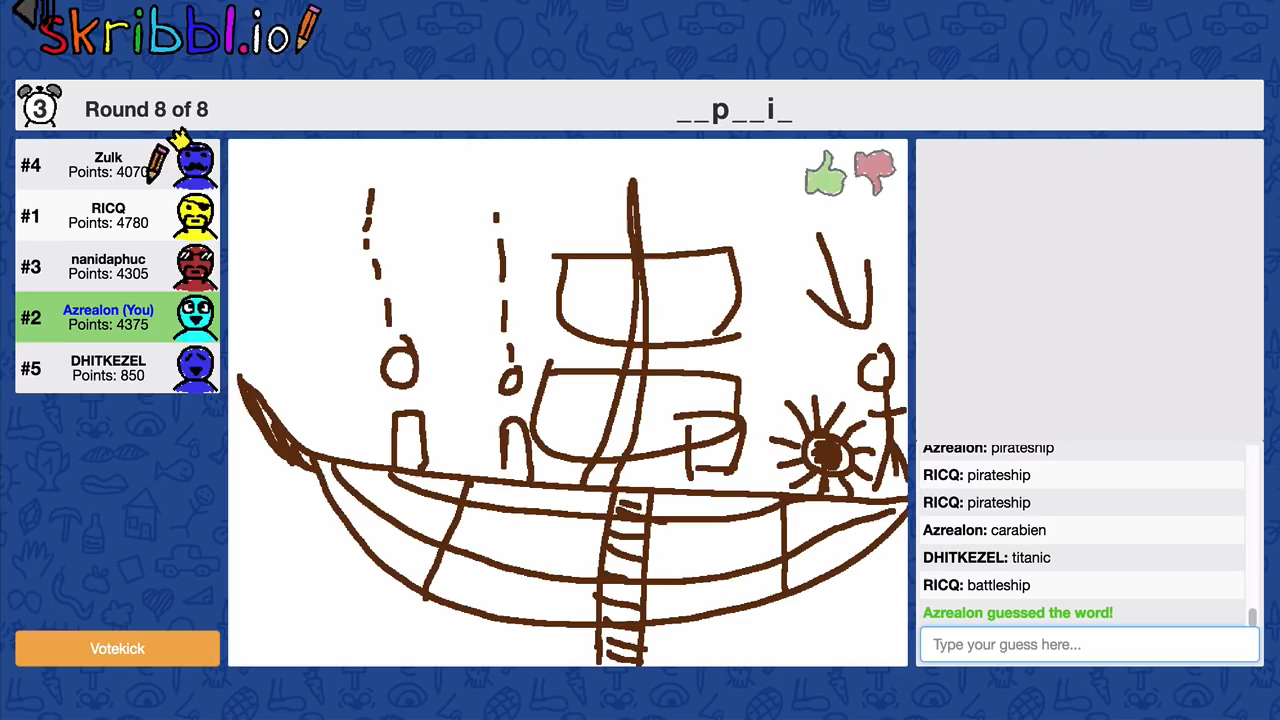 skribbl.io
3
Round 8 of 8
__p__i_
#4
Zulk
Points: 4070
#1
RICQ
Points: 4780
#3
nanidaphuc
Points: 4305
#2
Azrealon (You)
Points: 4375
#5
DHITKEZEL
Points: 850
Azrealon: pirateship
RICQ: pirateship
RICQ: pirateship
Azrealon: carabien
DHITKEZEL: titanic
RICQ: battleship
Azrealon guessed the word!
Type your guess here...
Votekick